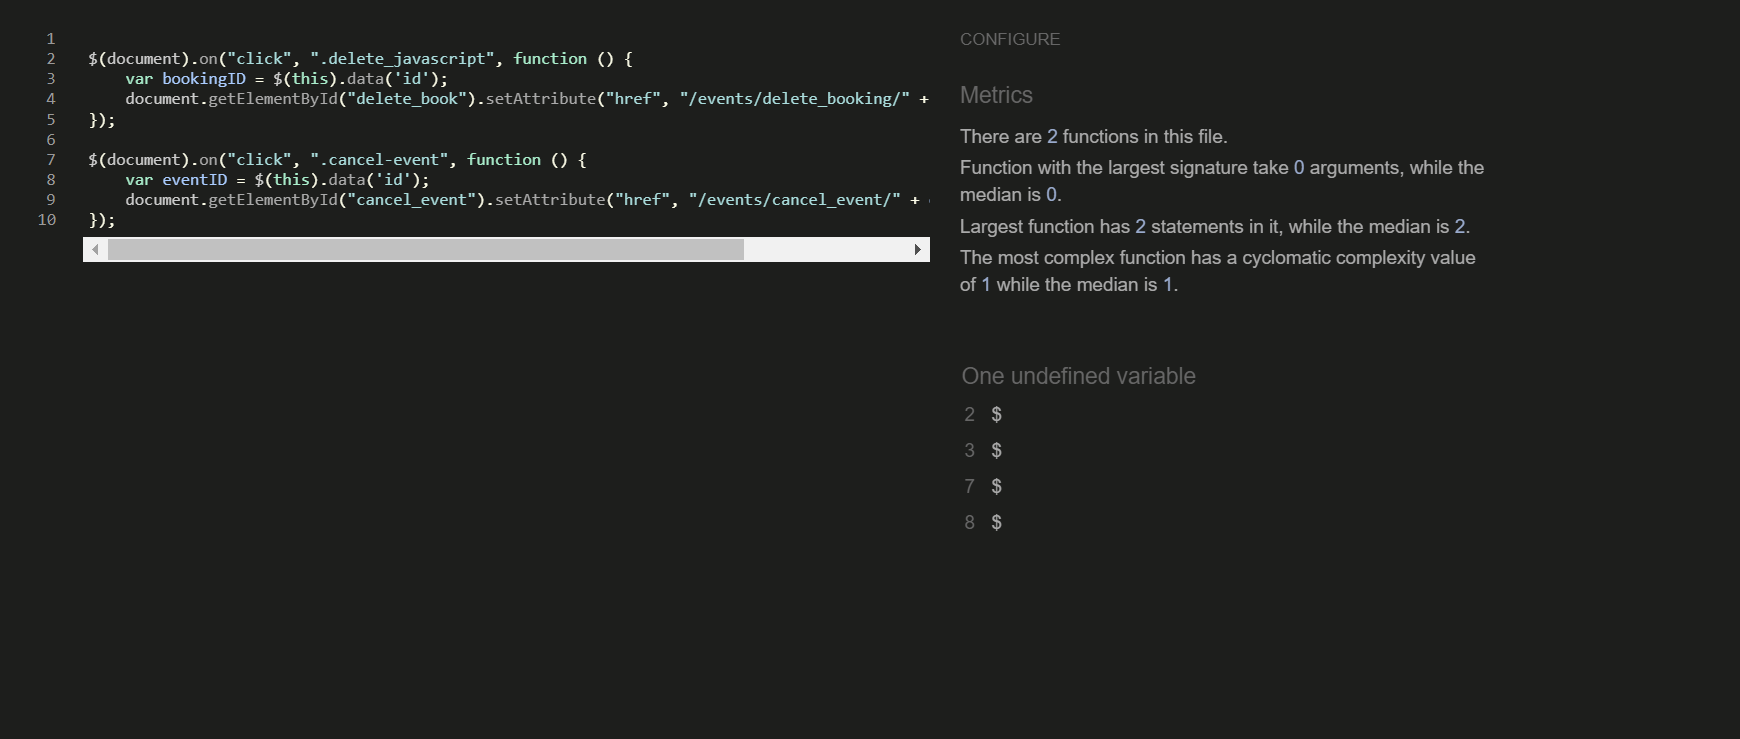 1
2 $(document).on("click", ".delete_javascript", function () {
3 var bookingID = $(this).data('id');
4 document.getElementById("delete_book").setAttribute("href", "/events/delete_booking/" +
5 });
6
7 $(document).on("click", ".cancel-event", function () {
8 var eventID = $(this).data('id');
9 document.getElementById("cancel_event").setAttribute("href", "/events/cancel_event/" +
10 });
CONFIGURE
Metrics
There are 2 functions in this file.
Function with the largest signature take 0 arguments, while the
median is 0.
Largest function has 2 statements in it, while the median is 2.
The most complex function has a cyclomatic complexity value
of 1 while the median is 1.
One undefined variable
2 $
3 $
7 $
8 $